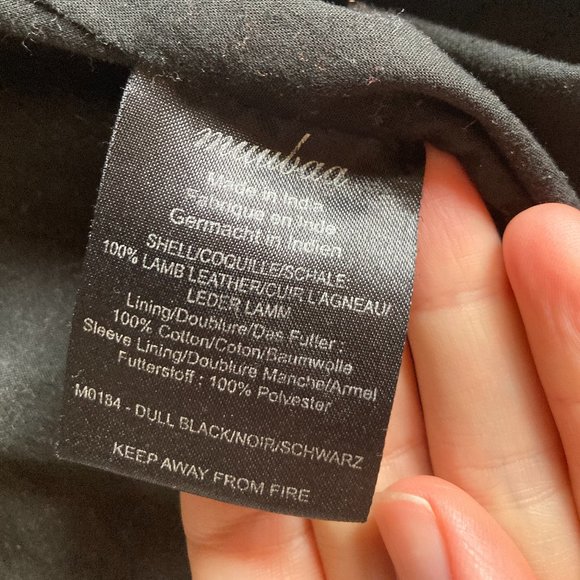 muubaa
Made in India
Fabrique en Inde
Germacht in Indien
SHELL/COQUILLE/SCHALE
100% LAMB LEATHER/CUIR LAGNEAU/
LEDER LAMM
Lining/Doublure/Das Futter :
100% Cotton/Coton/Baumwolle
Sleeve Lining/Doublure Manche/Armel
Futterstoff : 100% Polyester
M0184 - DULL BLACK/NOIR/SCHWARZ
KEEP AWAY FROM FIRE